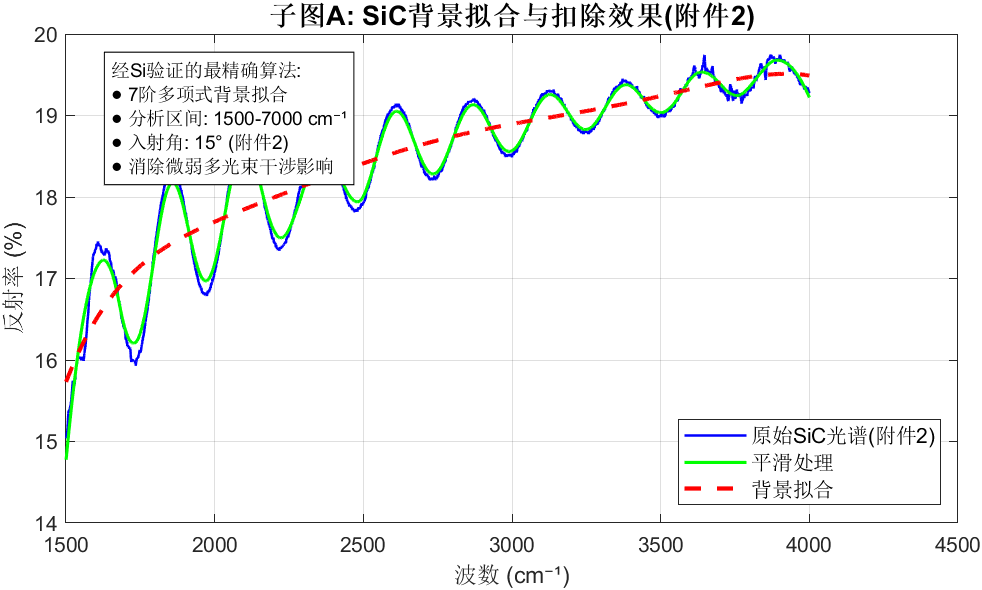 子图A: SiC背景拟合与扣除效果(附件2)
经Si验证的最精确算法:
● 7阶多项式背景拟合
● 分析区间: 1500-7000 cm⁻¹
● 入射角: 15° (附件2)
● 消除微弱多光束干涉影响
反射率 (%)
20
19
18
17
16
15
14
原始SiC光谱(附件2)
平滑处理
背景拟合
1500 2000 2500 3000 3500 4000 4500
波数 (cm⁻¹)